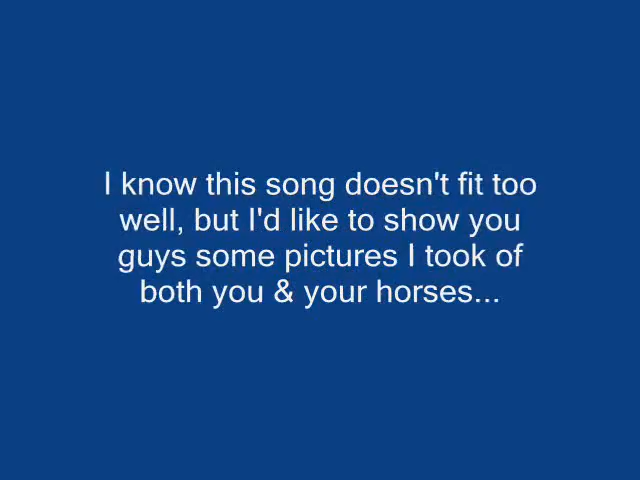 I know this song doesn't fit too
well, but I'd like to show you
guys some pictures I took of
both you & your horses...